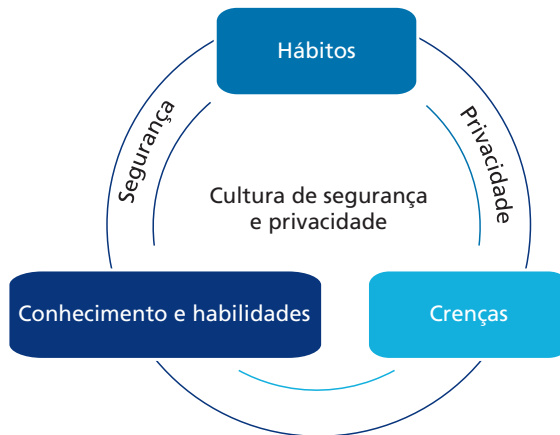 Hábitos
Segurança
Privacidade
Cultura de segurança
e privacidade
Conhecimento e habilidades
Crenças